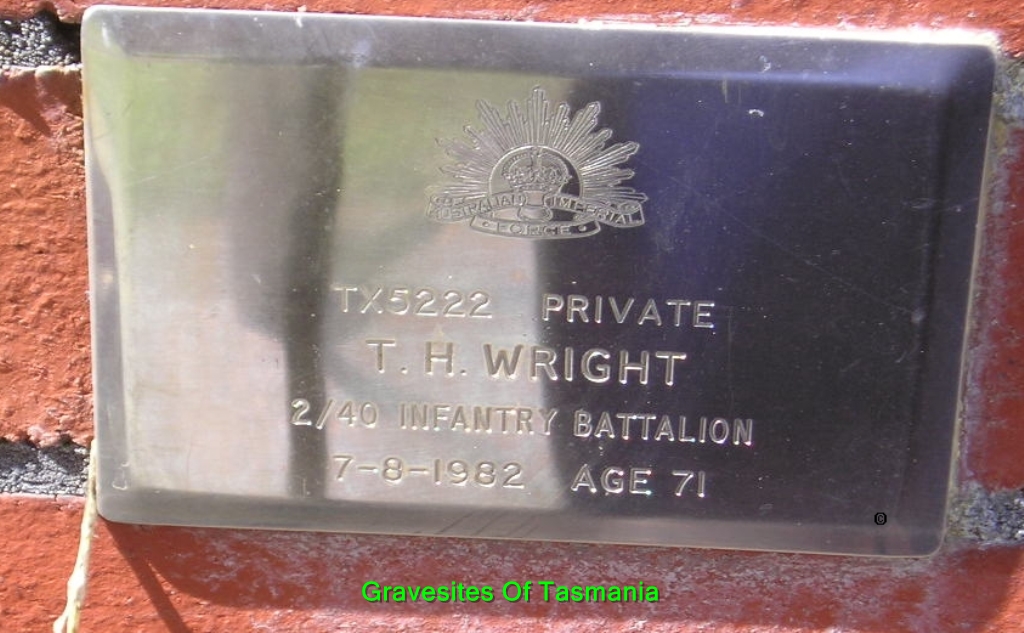 AUSTRALIAN IMPERIAL
FORCE
TX5222 PRIVATE
T. H. WRIGHT
2/40 INFANTRY BATTALION
7-8-1982 AGE 71
©
Gravesites Of Tasmania